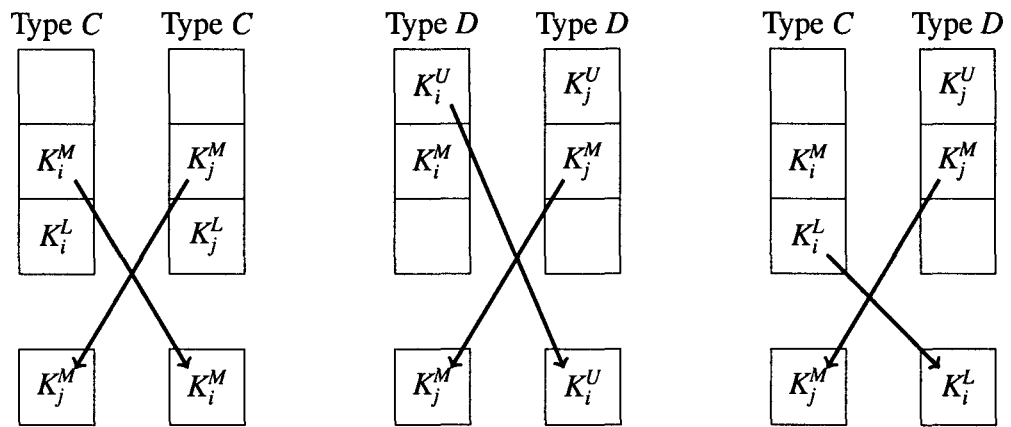 Type C Type C Type D Type D Type C Type D
K_i^U K_j^U K_j^U
K_i^M K_j^M K_i^M K_j^M K_i^M K_j^M
K_i^L K_j^L K_i^L
K_j^M K_i^M K_j^M K_i^U K_j^M K_i^L